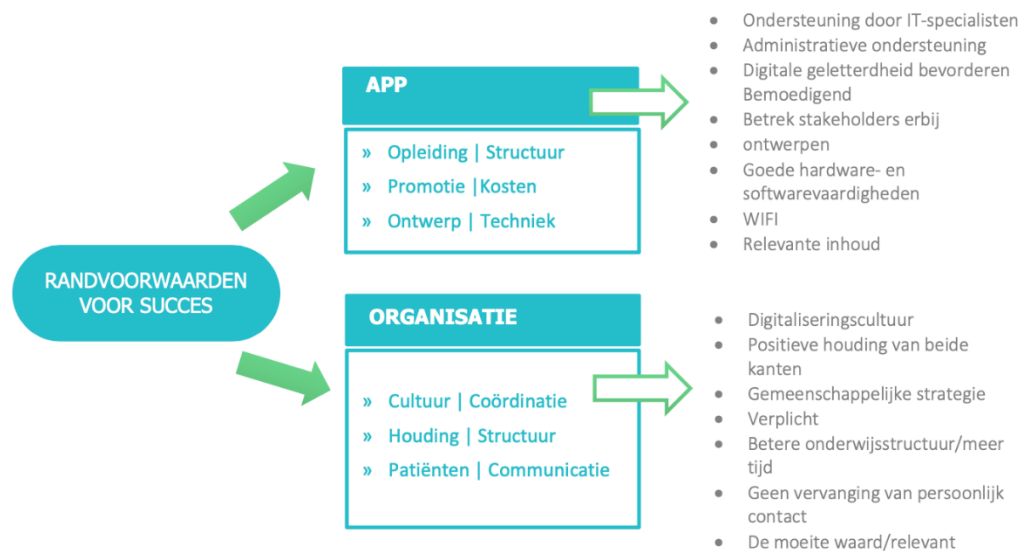 RANDVOORWAARDEN
VOOR SUCCES
APP
» Opleiding | Structuur
» Promotie |Kosten
» Ontwerp | Techniek
• Ondersteuning door IT-specialisten
• Administratieve ondersteuning
• Digitale geletterdheid bevorderen
Bemoedigend
• Betrek stakeholders erbij
• ontwerpen
• Goede hardware- en
softwarevaardigheden
• WIFI
• Relevante inhoud
ORGANISATIE
» Cultuur | Coördinatie
» Houding | Structuur
» Patiënten | Communicatie
• Digitaliseringscultuur
• Positieve houding van beide
kanten
• Gemeenschappelijke strategie
• Verplicht
• Betere onderwijsstructuur/meer
tijd
• Geen vervanging van persoonlijk
contact
• De moeite waard/relevant